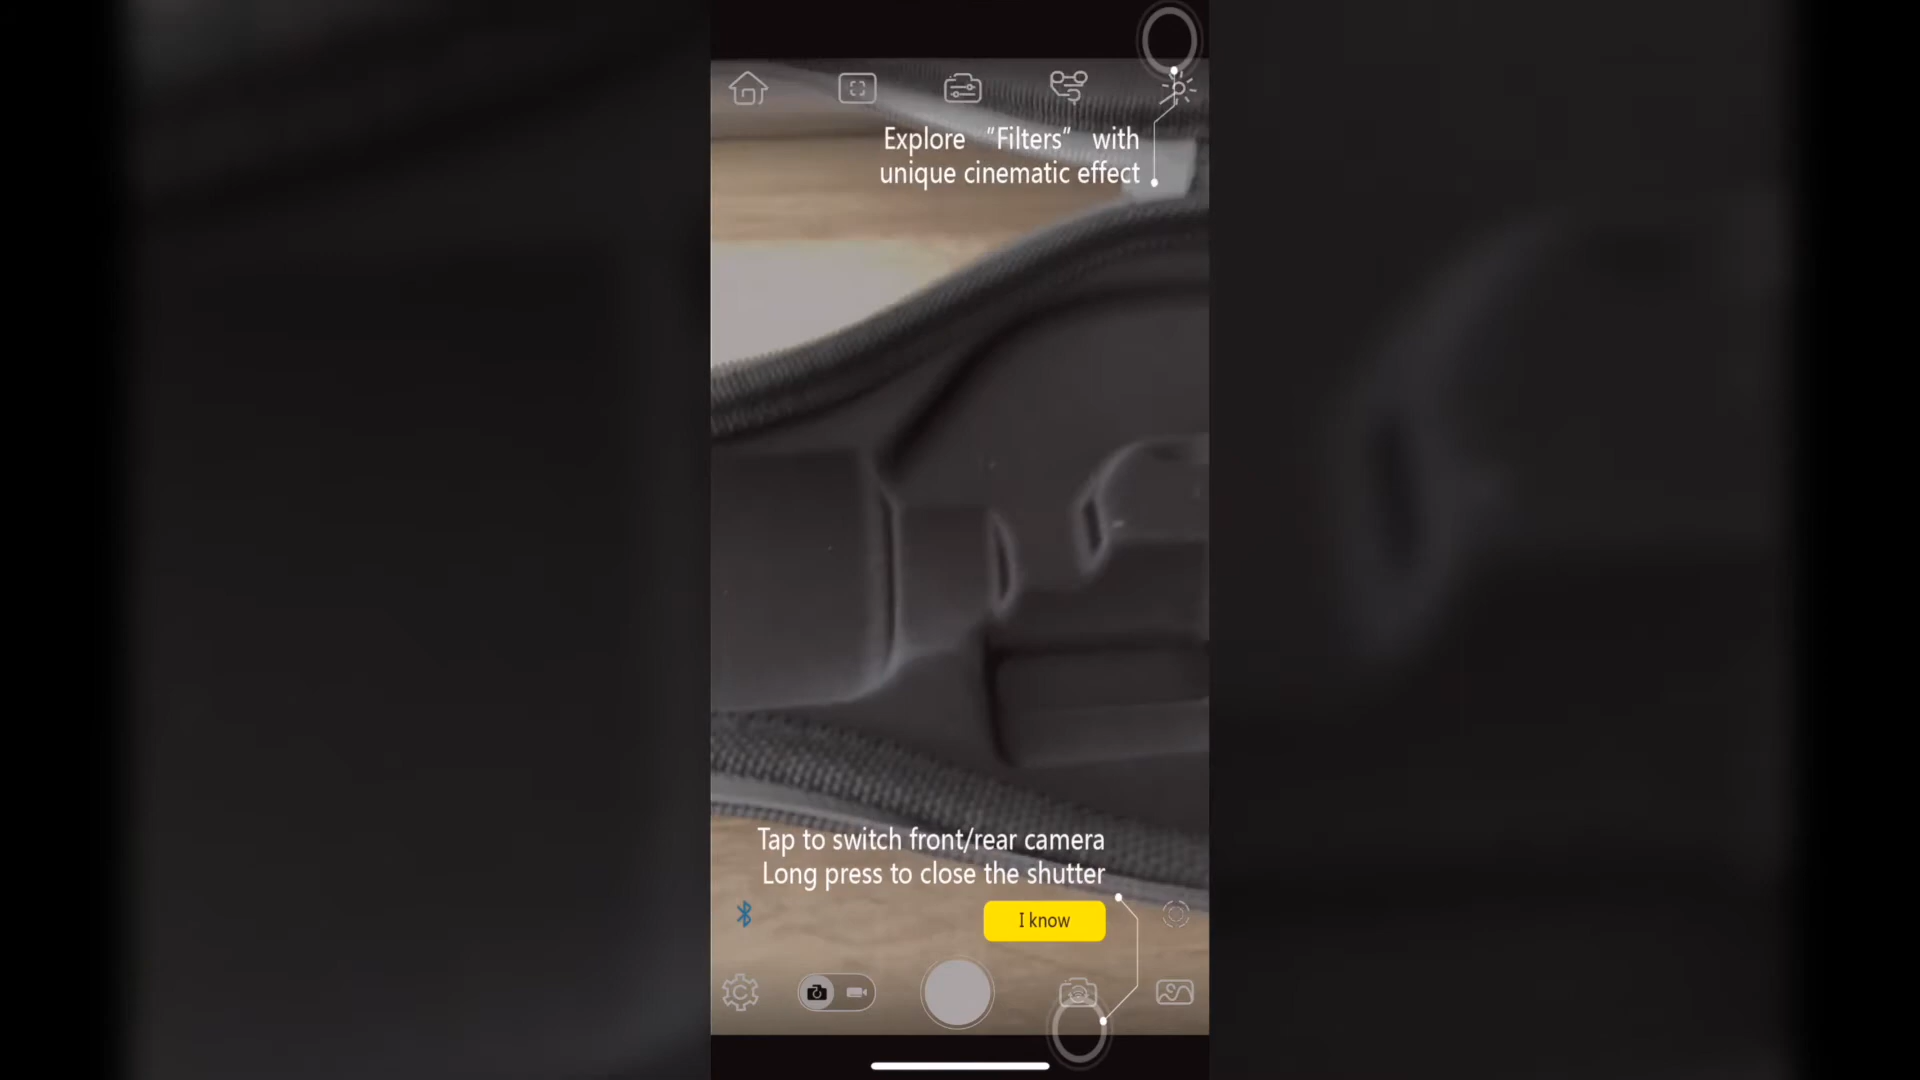 Explore “Filters” with
unique cinematic effect
Tap to switch front/rear camera
Long press to close the shutter
I know